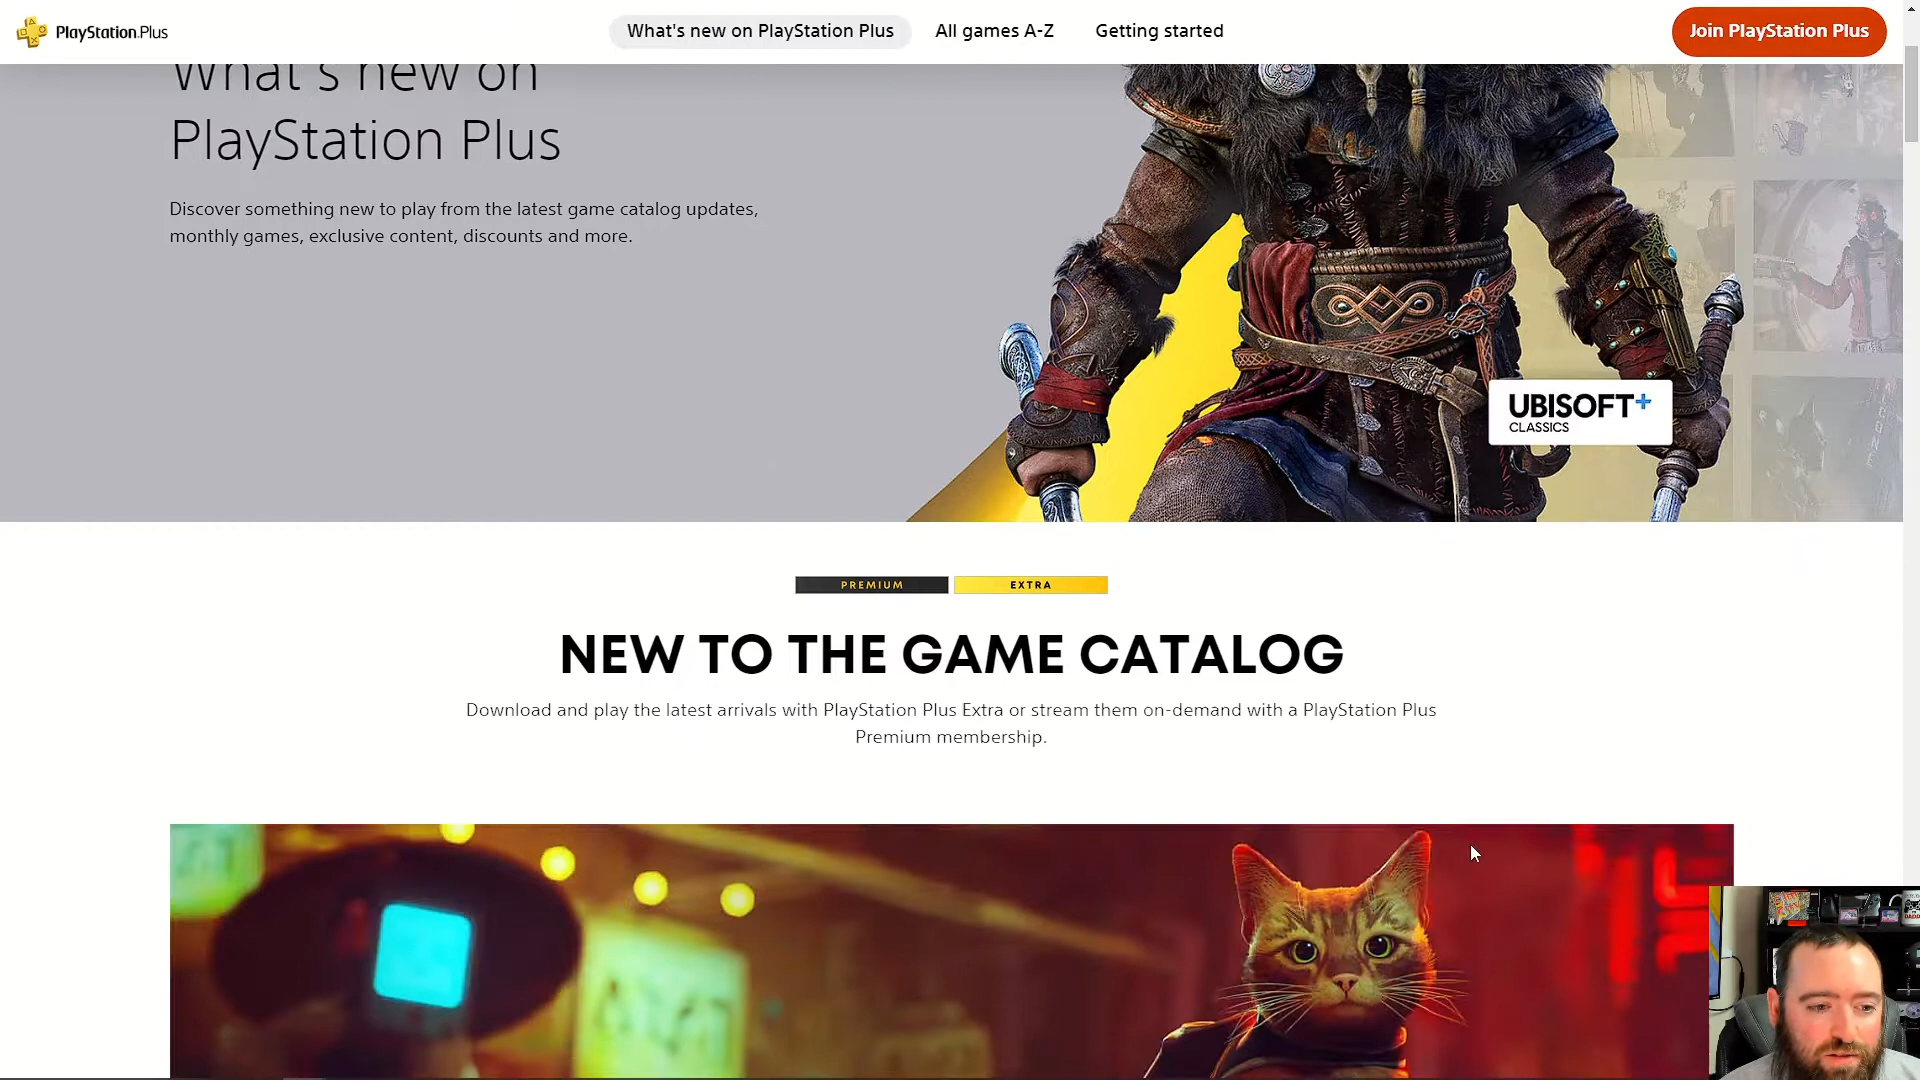 PlayStation.Plus
What's new on PlayStation Plus
All games A-Z
Getting started
Join PlayStation Plus
What's new on
PlayStation Plus
Discover something new to play from the latest game catalog updates,
monthly games, exclusive content, discounts and more.
UBISOFT+
CLASSICS
PREMIUM
EXTRA
NEW TO THE GAME CATALOG
Download and play the latest arrivals with PlayStation Plus Extra or stream them on-demand with a PlayStation Plus
Premium membership.